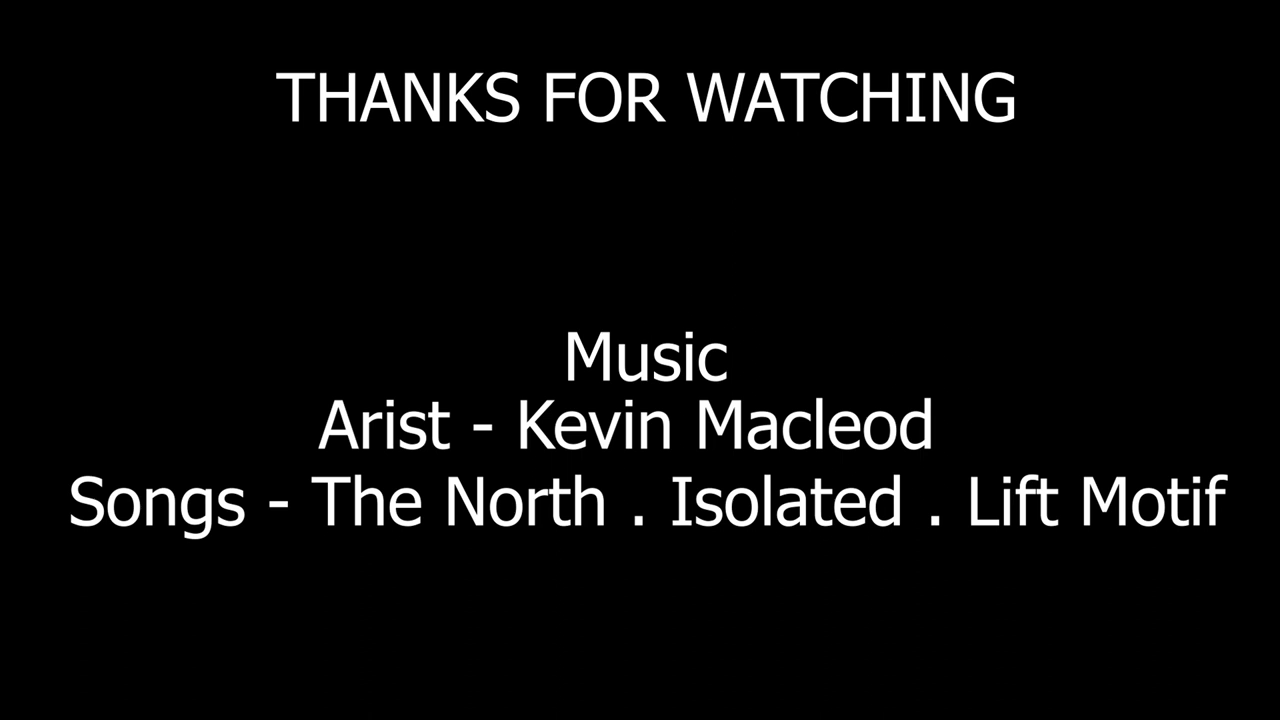 THANKS FOR WATCHING
Music
Arist - Kevin Macleod
Songs - The North . Isolated . Lift Motif